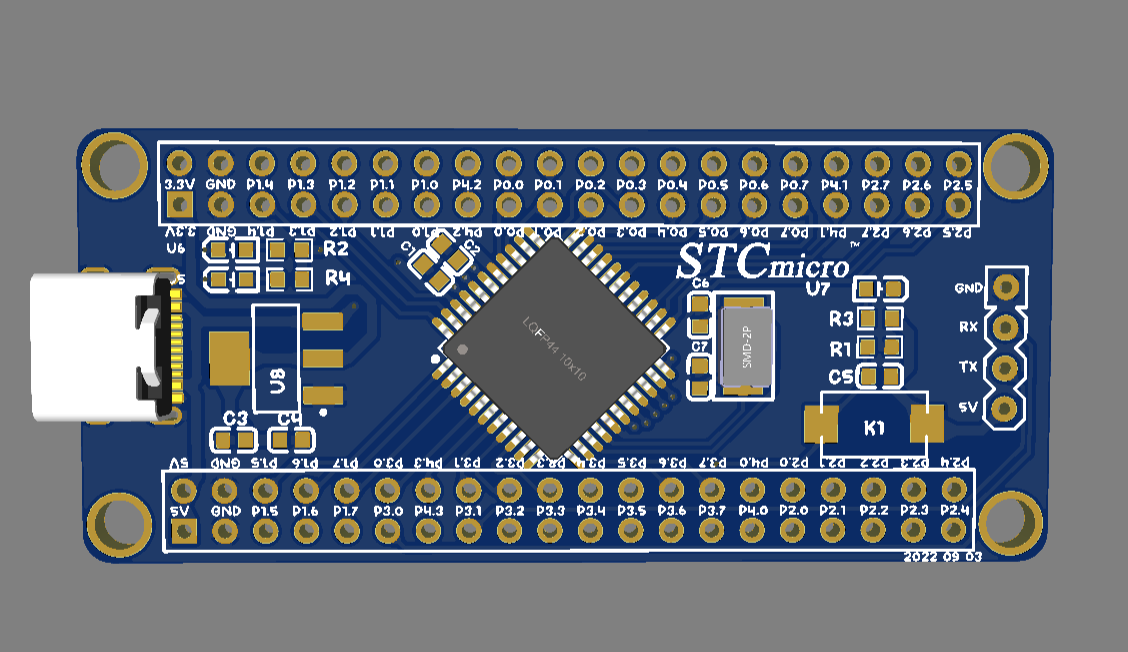 3.3V GND P1.4 P1.3 P1.2 P1.1 P1.0 P4.2 P0.0 P0.1 P0.2 P0.3 P0.4 P0.5 P0.6 P0.7 P4.1 P2.7 P2.6 P2.5
3.3V GND P1.4 P1.3 P1.2 P1.1 P1.0 P4.2 P0.0 P0.1 P0.2 P0.3 P0.4 P0.5 P0.6 P0.7 P4.1 P2.7 P2.6 P2.5
U6 R2
R4
C1 C2
STCmicro™
C6
U7
GND
R3
RX
LQFP44 10x10
SMD-2P
C7
R1
TX
C5
U8
5V
C3
K1
5V GND P1.5 P1.6 P1.7 P3.0 P4.3 P3.1 P3.2 P3.3 P3.4 P3.5 P3.6 P3.7 P4.0 P2.0 P2.1 P2.2 P2.3 P2.4
5V GND P1.5 P1.6 P1.7 P3.0 P4.3 P3.1 P3.2 P3.3 P3.4 P3.5 P3.6 P3.7 P4.0 P2.0 P2.1 P2.2 P2.3 P2.4
2022 09 03